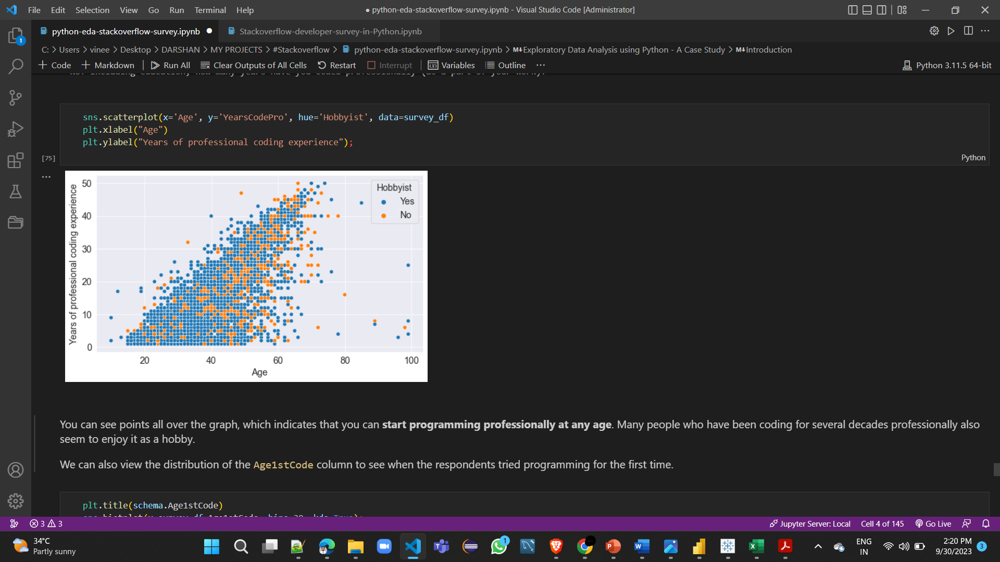 File Edit Selection View Go Run Terminal Help
● python-eda-stackoverflow-survey.ipynb - Visual Studio Code [Administrator]
python-eda-stackoverflow-survey.ipynb ●
Stackoverflow-developer-survey-in-Python.ipynb
1
C: > Users > vinee > Desktop > DARSHAN > MY PROJECTS > #Stackoverflow > python-eda-stackoverflow-survey.ipynb > M↓Exploratory Data Analysis using Python - A Case Study > M↓Introduction
+ Code + Markdown | Run All Clear Outputs of All Cells Restart Interrupt | Variables Outline ...
Python 3.11.5 64-bit
sns.scatterplot(x='Age', y='YearsCodePro', hue='Hobbyist', data=survey_df)
plt.xlabel("Age")
plt.ylabel("Years of professional coding experience");
[75]
Python
...
Years of professional coding experience
50
40
30
20
10
0
Hobbyist
Yes
No
20 40 60 80 100
Age
You can see points all over the graph, which indicates that you can start programming professionally at any age. Many people who have been coding for several decades professionally also
seem to enjoy it as a hobby.
We can also view the distribution of the Age1stCode column to see when the respondents tried programming for the first time.
plt.title(schema.Age1stCode)
3 3
Jupyter Server: Local Cell 4 of 145 Go Live
34°C
Partly sunny
1
ENG
IN
2:20 PM
9/30/2023
3